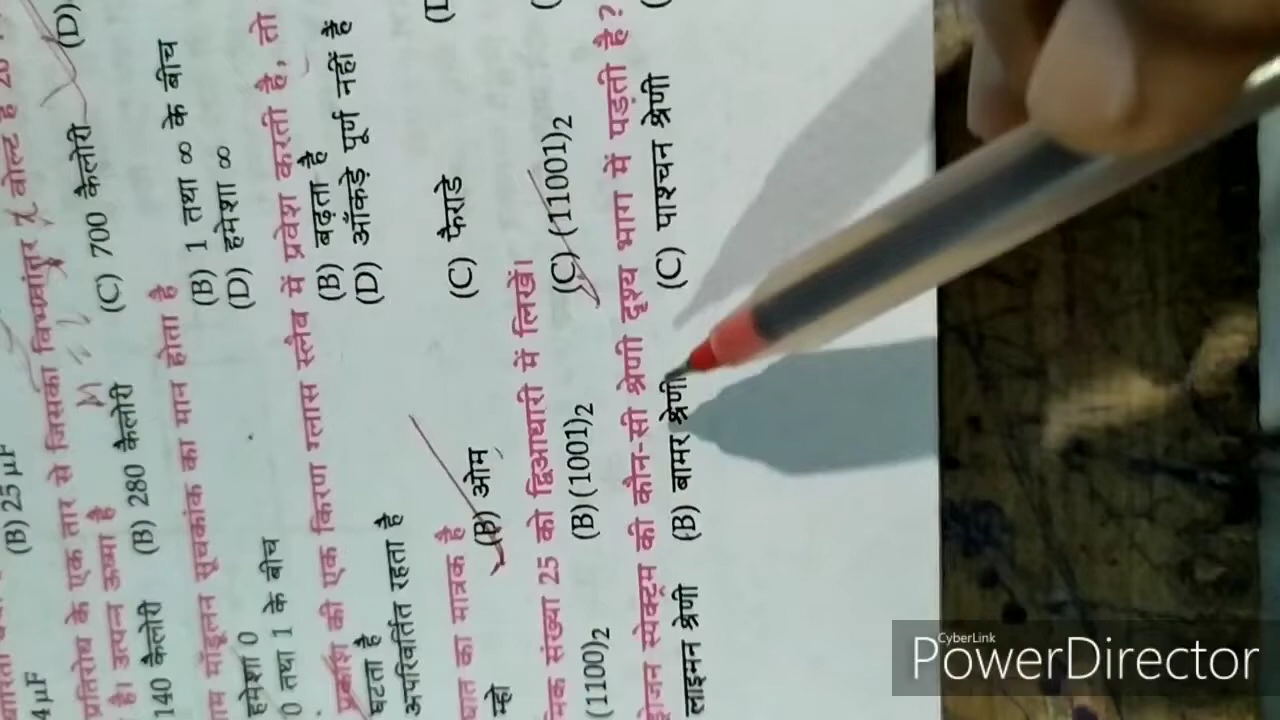 (B) 25 μF
4 μF
प्रतिरोध के एक तार से जिसका विभवांतर वोल्ट है
है। उत्पन्न ऊष्मा है
140 कैलोरी (B) 280 कैलोरी (C) 700 कैलोरी (D)
मॉडुलन सूचकांक का मान होता है
हमेशा 0 (B) 1 तथा ∞ के बीच
0 तथा 1 के बीच (D) हमेशा ∞
प्रकाश की एक किरण ग्लास स्लैब में प्रवेश करती है, तो
घटता है (B) बढ़ता है
अपरिवर्तित रहता है (D) आँकड़े पूर्ण नहीं हैं
का मात्रक है
म्हो (B) ओम (C) फैराडे
संख्या 25 को द्विआधारी में लिखें।
(1100)₂ (B) (1001)₂ (C) (11001)₂
स्पेक्ट्रम की कौन-सी श्रेणी दृश्य भाग में पड़ती है?
लाइमन श्रेणी (B) बामर श्रेणी (C) पाश्चन श्रेणी
CyberLink
PowerDirector